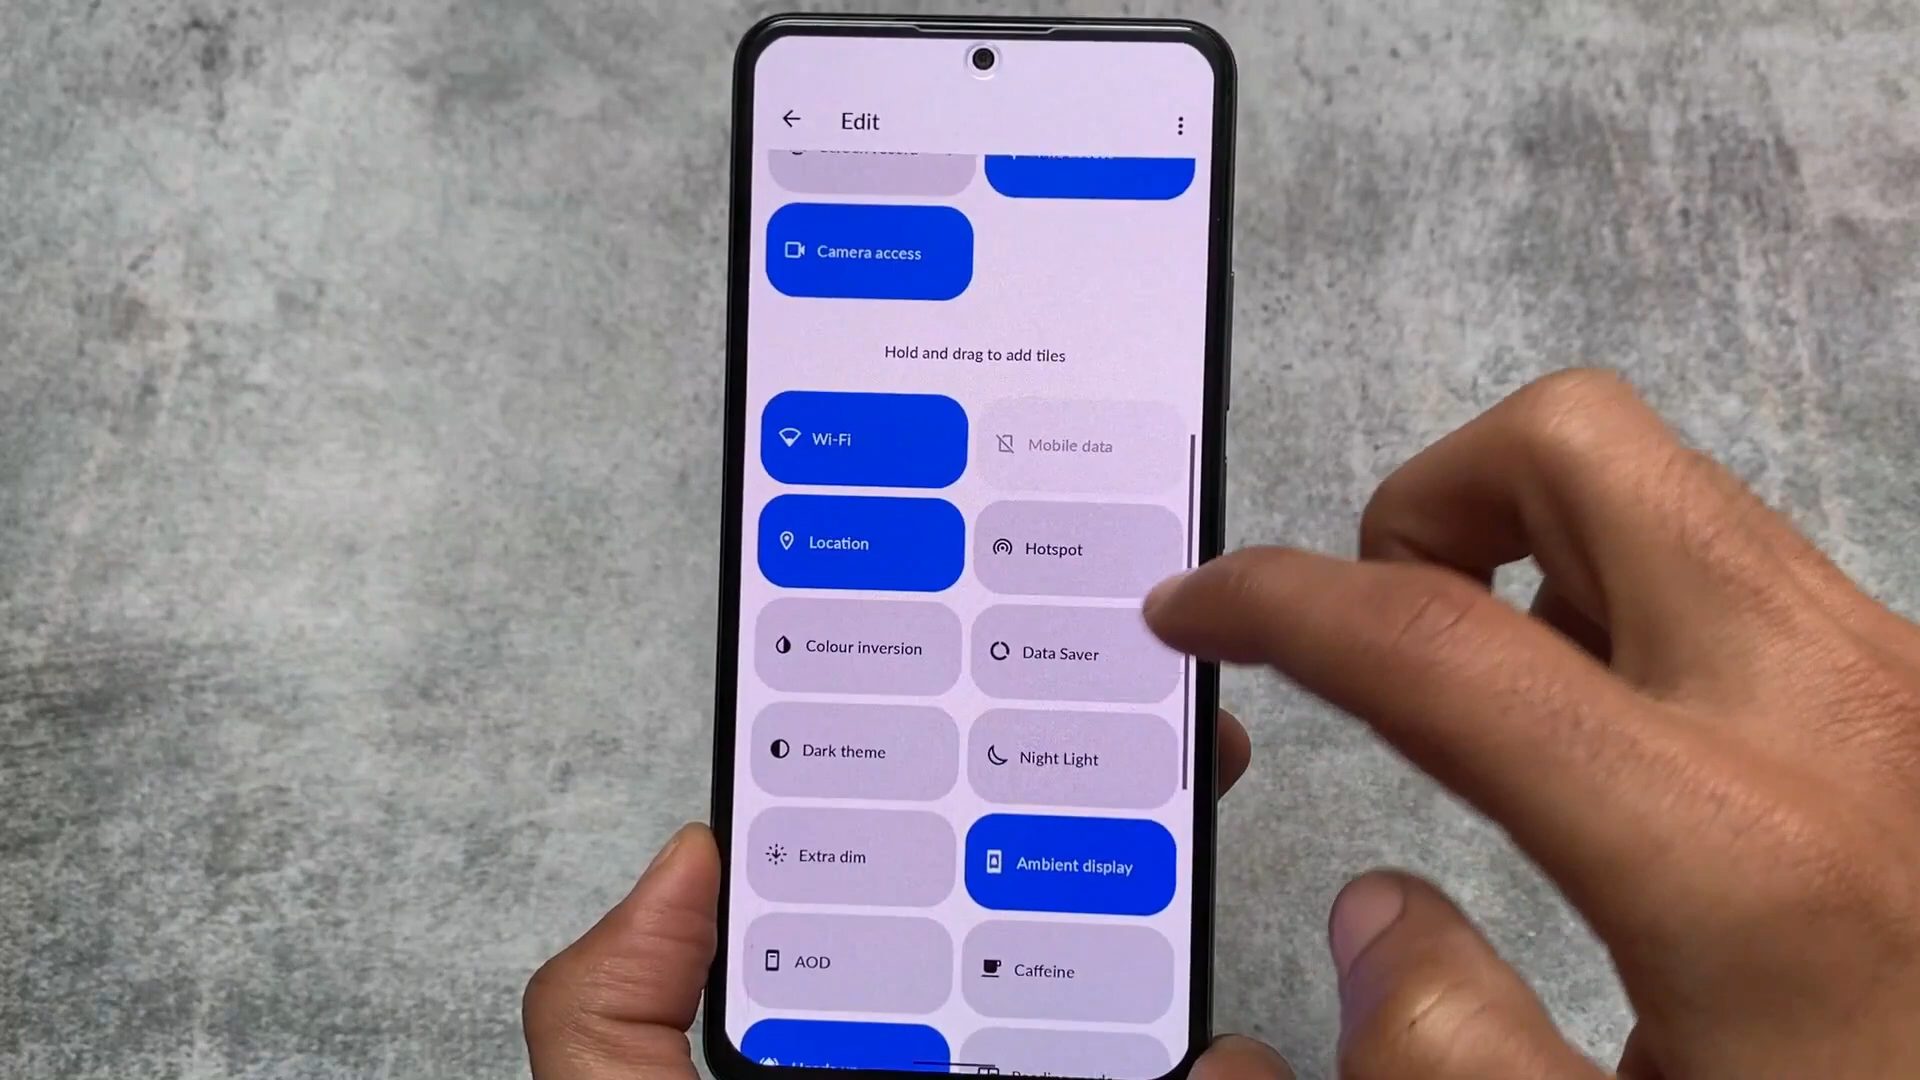 Edit
Camera access
Hold and drag to add tiles
Wi-Fi
Mobile data
Location
Hotspot
Colour inversion
Data Saver
Dark theme
Night Light
Extra dim
Ambient display
AOD
Caffeine